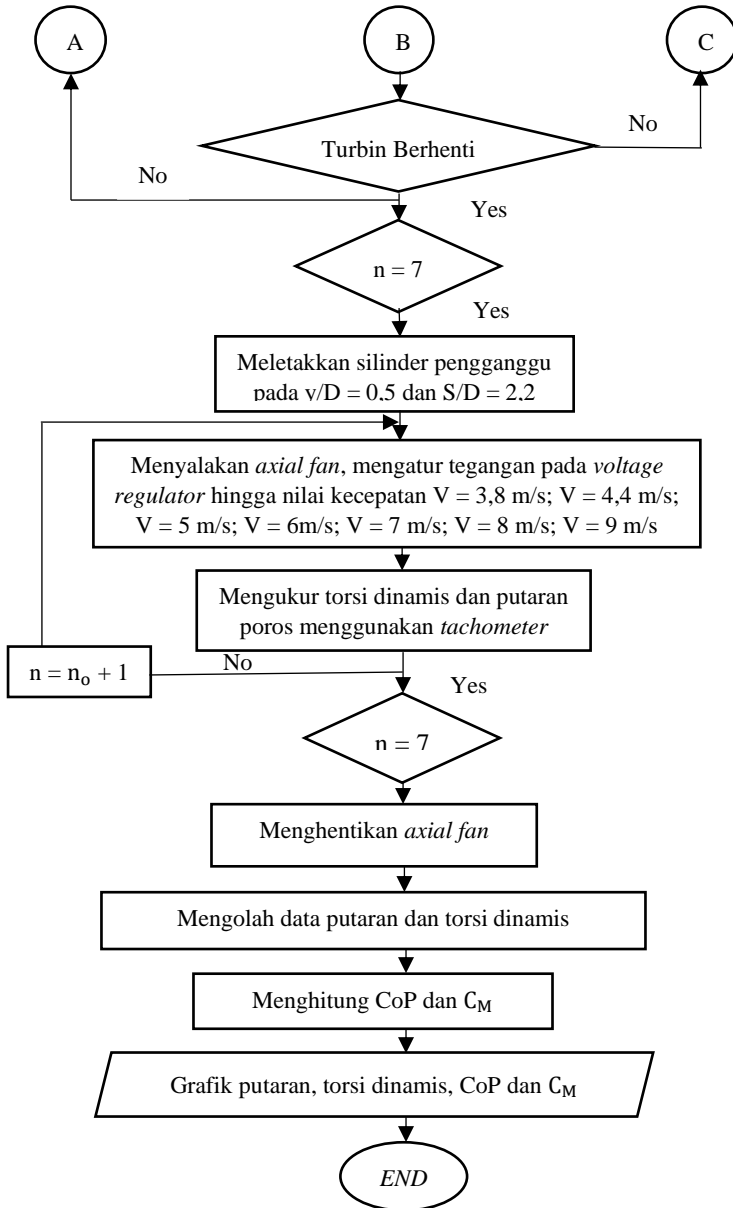 A
B
C
Turbin Berhenti
No
No
Yes
n = 7
Yes
Meletakkan silinder pengganggu
pada y/D = 0,5 dan S/D = 2,2
Menyalakan axial fan, mengatur tegangan pada voltage
regulator hingga nilai kecepatan V = 3,8 m/s; V = 4,4 m/s;
V = 5 m/s; V = 6m/s; V = 7 m/s; V = 8 m/s; V = 9 m/s
Mengukur torsi dinamis dan putaran
poros menggunakan tachometer
n = nₒ + 1
No
Yes
n = 7
Menghentikan axial fan
Mengolah data putaran dan torsi dinamis
Menghitung CoP dan C_M
Grafik putaran, torsi dinamis, CoP dan C_M
END